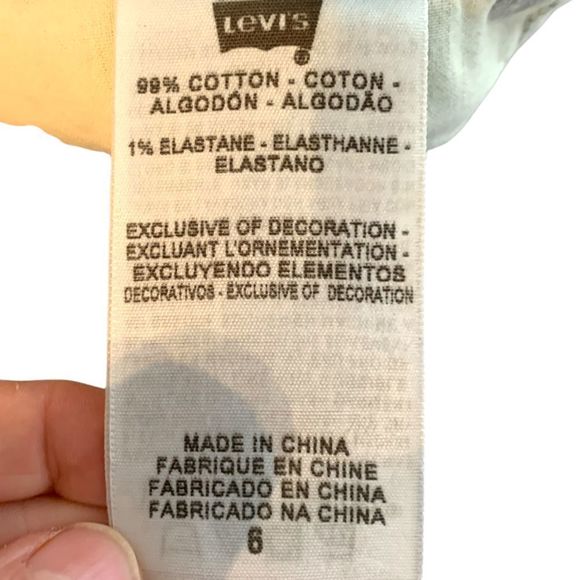 Levi's
99% COTTON - COTON -
ALGODÓN - ALGODÃO
1% ELASTANE - ELASTHANNE -
ELASTANO
EXCLUSIVE OF DECORATION -
EXCLUANT L'ORNEMENTATION -
EXCLUYENDO ELEMENTOS
DECORATIVOS - EXCLUSIVE OF DECORATION
MADE IN CHINA
FABRIQUE EN CHINE
FABRICADO EN CHINA
FABRICADO NA CHINA
6